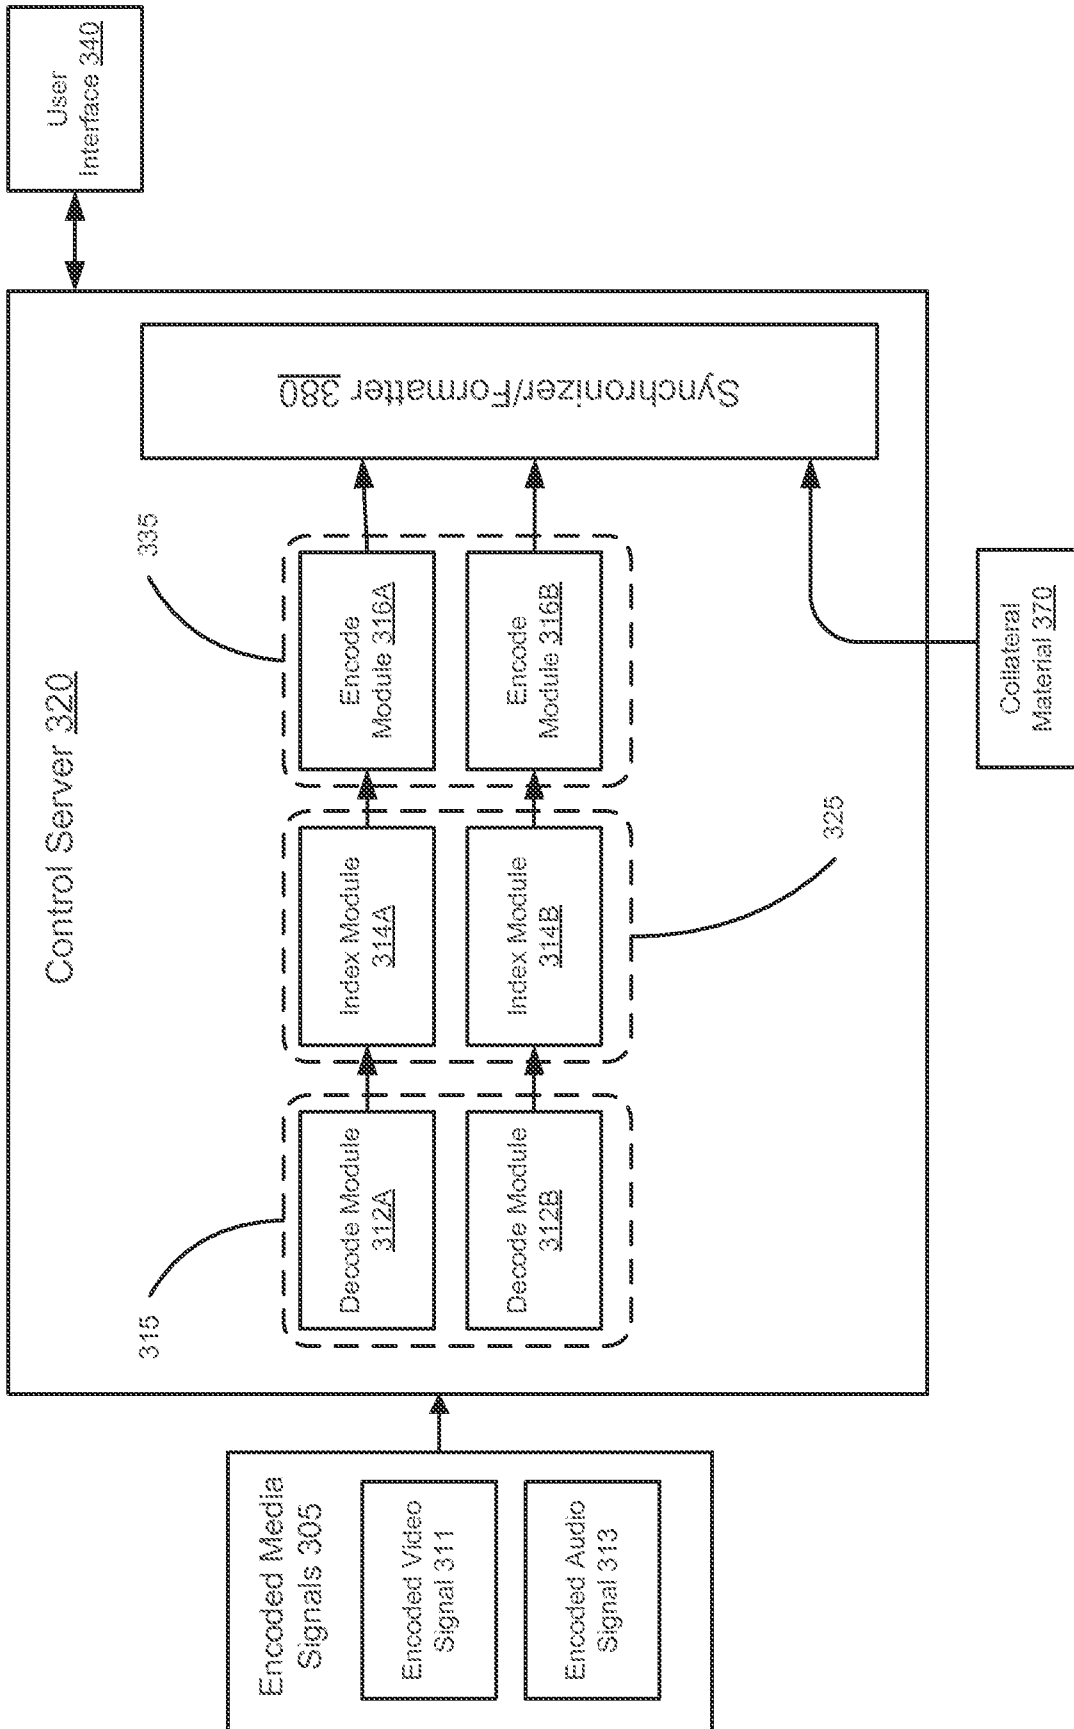 Encoded Media
Signals 305
Encoded Video
Signal 311
Encoded Audio
Signal 313
Control Server 320
315
Decode Module
312A
Decode Module
312B
Index Module
314A
Index Module
314B
325
335
Encode
Module 316A
Encode
Module 316B
Synchronizer/Formatter 380
Collateral
Material 370
User
Interface 340